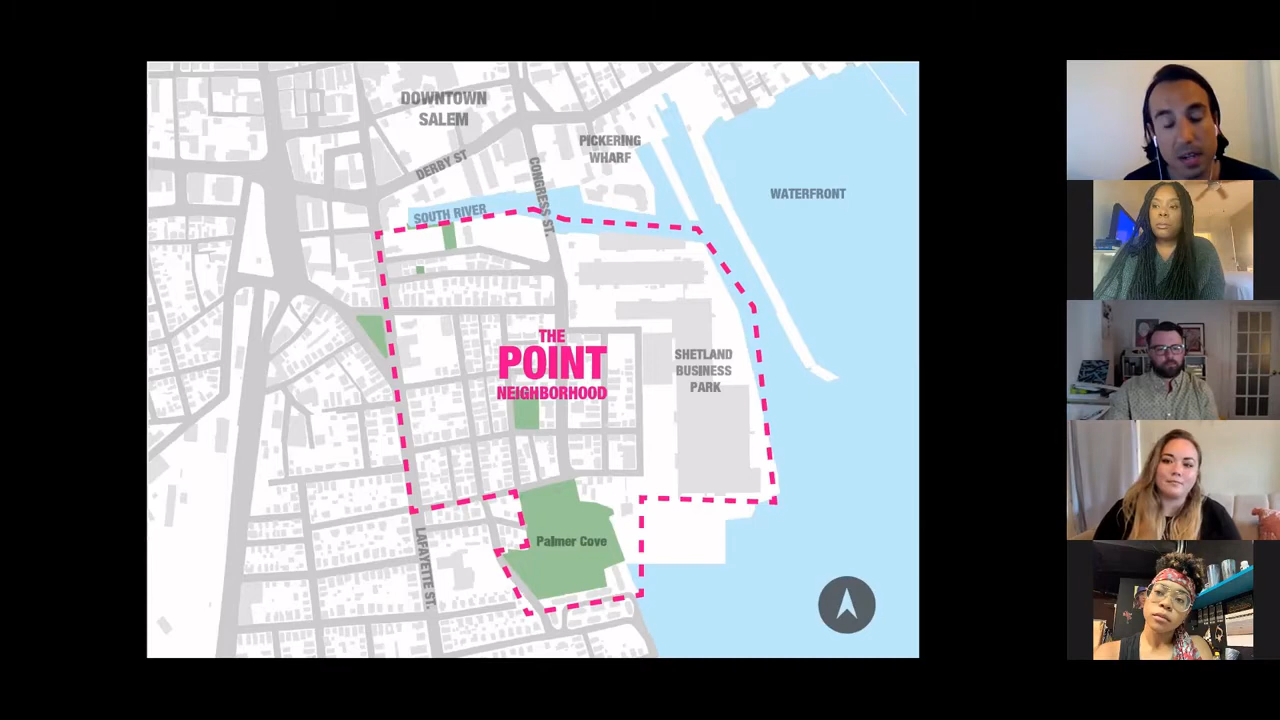 DOWNTOWN
SALEM
PICKERING
WHARF
DERBY ST
CONGRESS ST.
WATERFRONT
SOUTH RIVER
THE
POINT
NEIGHBORHOOD
SHETLAND
BUSINESS
PARK
Palmer Cove
LAFAYETTE ST.